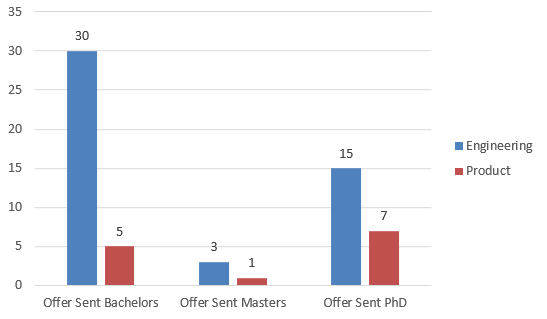 35
30
25
20
15
10
5
0
30
5
3
1
15
7
Offer Sent Bachelors
Offer Sent Masters
Offer Sent PhD
Engineering
Product